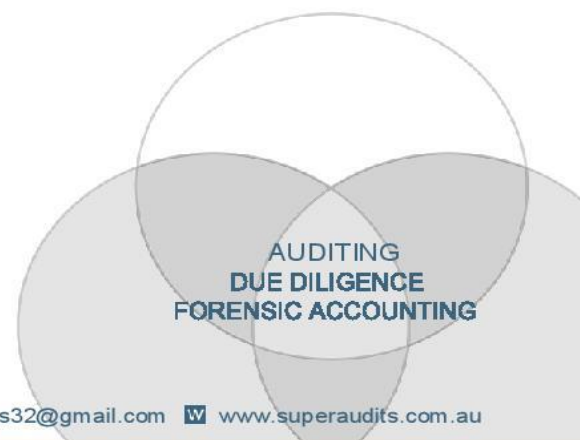 AUDITING
DUE DILIGENCE
FORENSIC ACCOUNTING
s32@gmail.com W www.superaudits.com.au